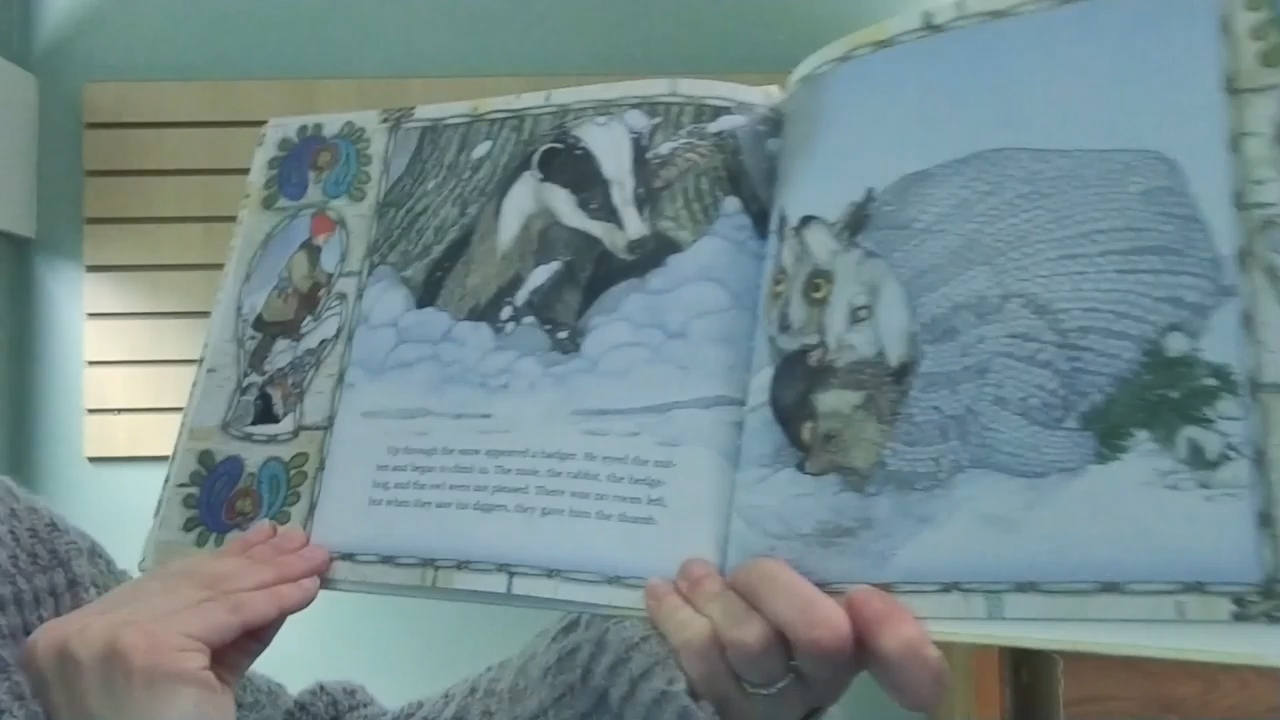 Up through the snow appeared a badger. He eyed the mit-
ten and began to climb in. The mole, the rabbit, the hedge-
hog, and the owl were not pleased. There was no room left,
but when they saw his diggers, they gave him the thumb.